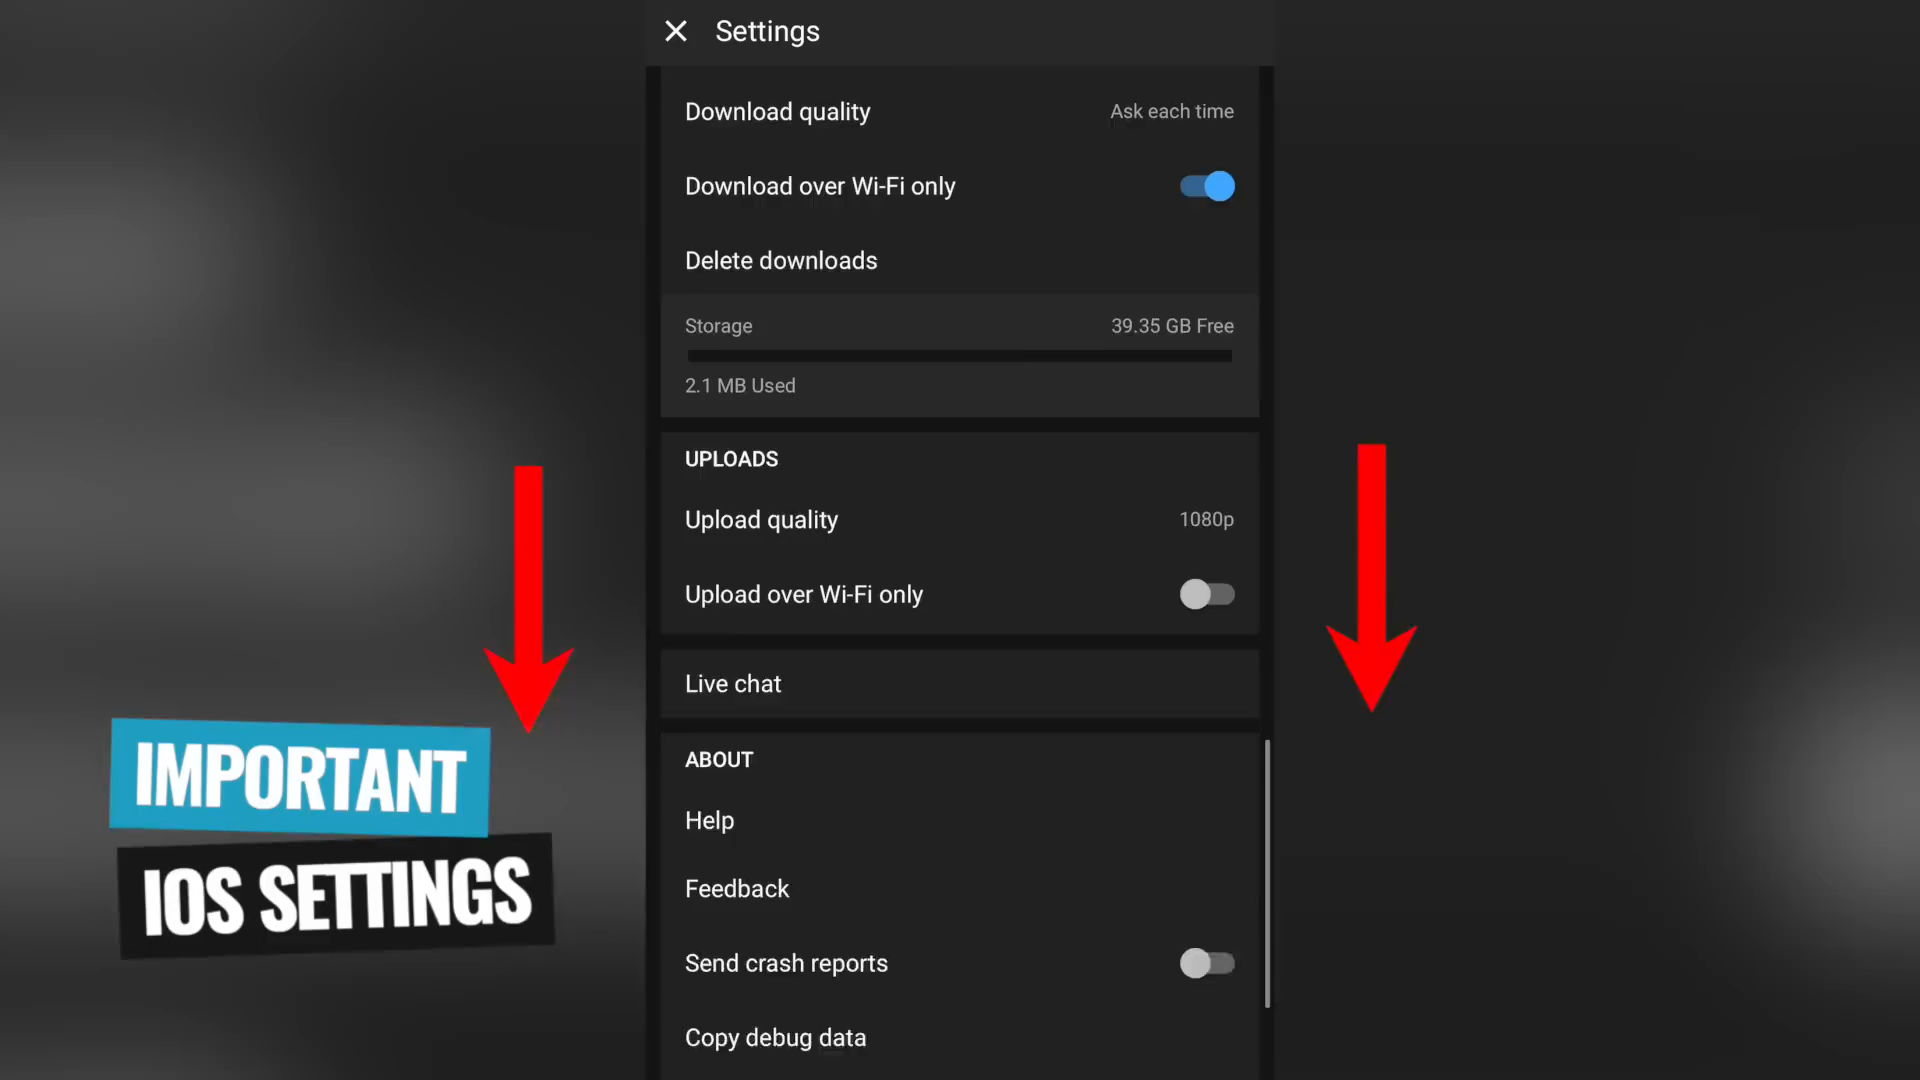 Settings
Download quality Ask each time
Download over Wi-Fi only
Delete downloads
Storage 39.35 GB Free
2.1 MB Used
UPLOADS
Upload quality 1080p
Upload over Wi-Fi only
Live chat
ABOUT
Help
Feedback
Send crash reports
Copy debug data
IMPORTANT
IOS SETTINGS